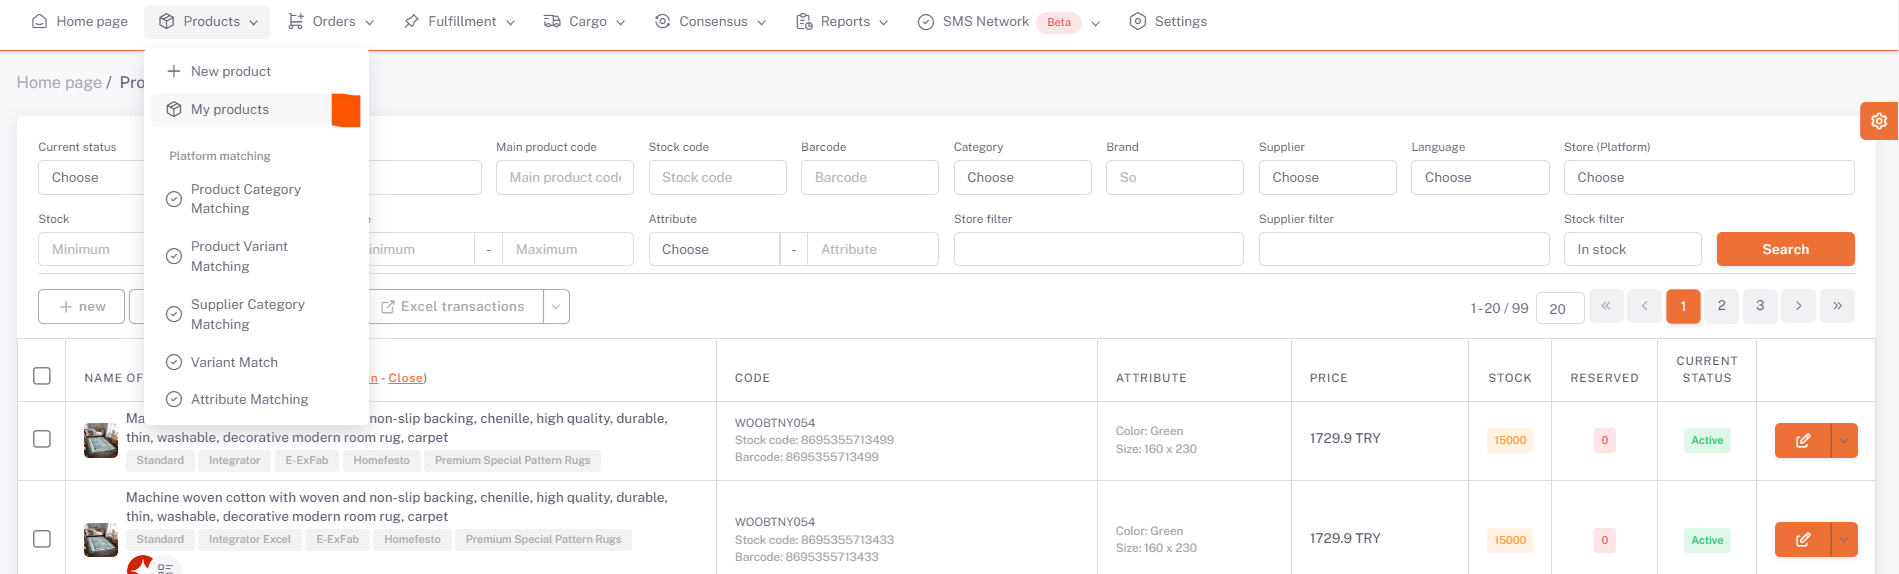 Home page
Products
Orders
Fulfillment
Cargo
Consensus
Reports
SMS Network Beta
Settings
Home page / Pro
New product
My products
Platform matching
Product Category
Matching
Product Variant
Matching
Supplier Category
Matching
Variant Match
Attribute Matching
Current status
Main product code
Stock code
Barcode
Category
Brand
Supplier
Language
Store (Platform)
Choose
Main product code
Stock code
Barcode
Choose
So
Choose
Choose
Choose
Stock
Attribute
Store filter
Supplier filter
Stock filter
Minimum
inimum - Maximum
Choose - Attribute
In stock
Search
+ new
Excel transactions
1-20 / 99
20
« ‹ 1 2 3 › »
NAME OF
n - Close)
CODE
ATTRIBUTE
PRICE
STOCK
RESERVED
CURRENT
STATUS
Ma
non-slip backing, chenille, high quality, durable,
thin, washable, decorative modern room rug, carpet
Standard Integrator E-ExFab Homefesto Premium Special Pattern Rugs
WOOBTNY054
Stock code: 8695355713499
Barcode: 8695355713499
Color: Green
Size: 160 x 230
1729.9 TRY
15000
0
Active
Machine woven cotton with woven and non-slip backing, chenille, high quality, durable,
thin, washable, decorative modern room rug, carpet
Standard Integrator Excel E-ExFab Homefesto Premium Special Pattern Rugs
WOOBTNY054
Stock code: 8695355713433
Barcode: 8695355713433
Color: Green
Size: 160 x 230
1729.9 TRY
15000
0
Active